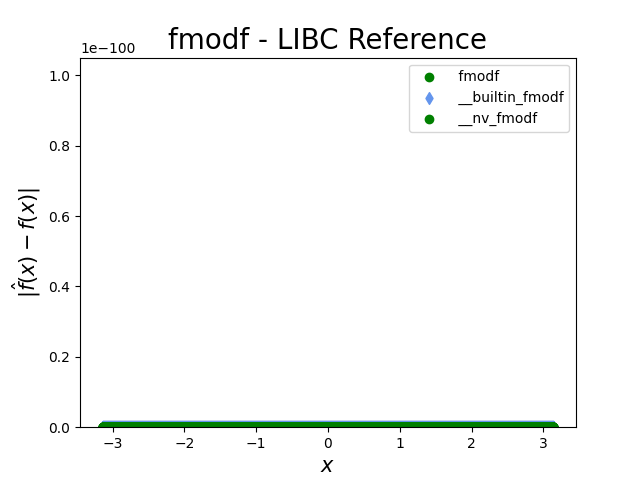 fmodf - LIBC Reference
1e−100
fmodf
__builtin_fmodf
__nv_fmodf
1.0
0.8
0.6
0.4
0.2
0.0
|f̂(x) − f(x)|
−3 −2 −1 0 1 2 3
x